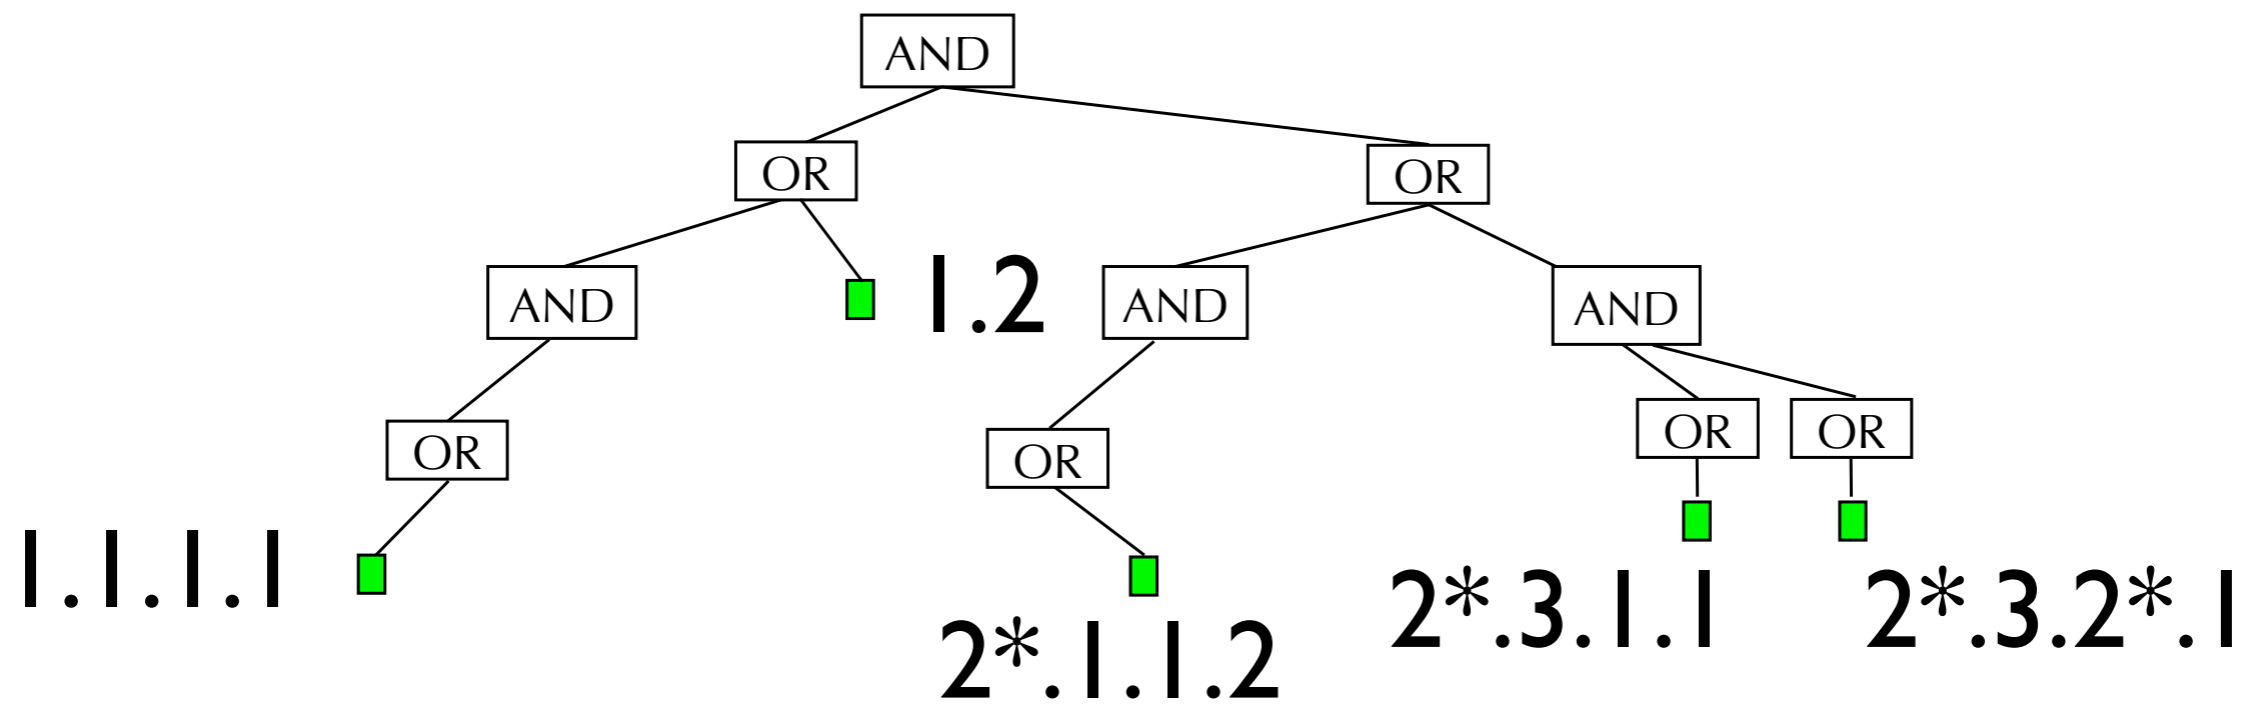 AND
OR OR
AND 1.2 AND AND
OR OR OR OR
1.1.1.1 2*.1.1.2 2*.3.1.1 2*.3.2*.1